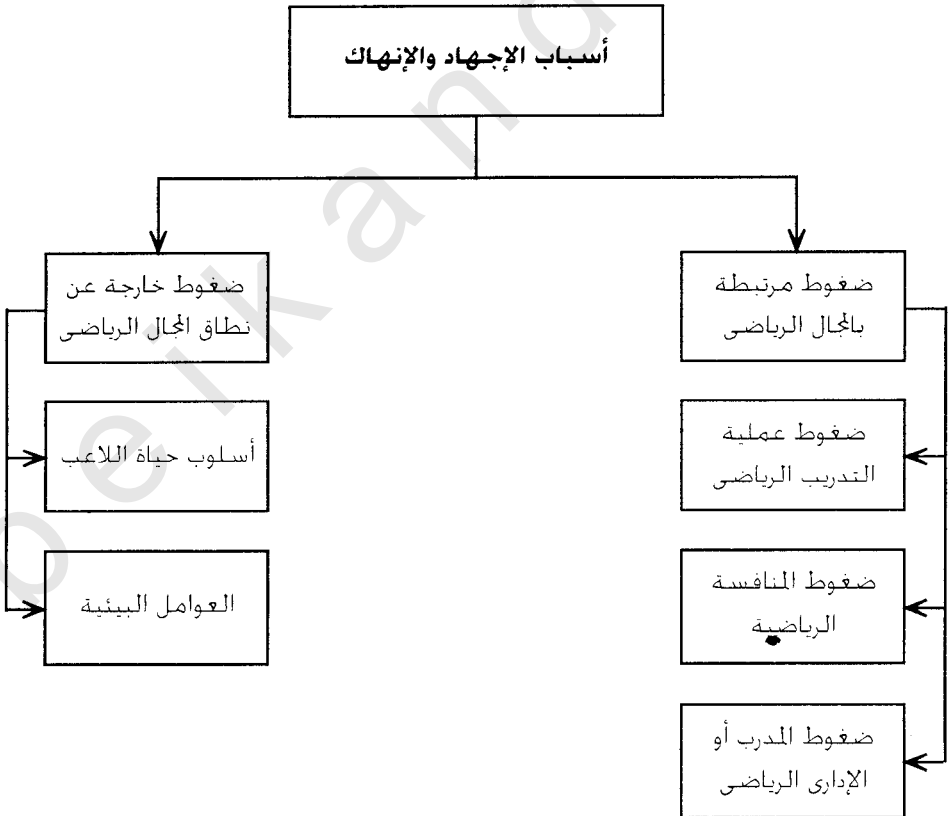 أسباب الإجهاد والإنهاك
ضغوط مرتبطة
بالمجال الرياضى
ضغوط عملية
التدريب الرياضى
ضغوط المنافسة
الرياضية
ضغوط المدرب أو
الإدارى الرياضى
ضغوط خارجة عن
نطاق المجال الرياضى
أسلوب حياة اللاعب
العوامل البيئية
beikand